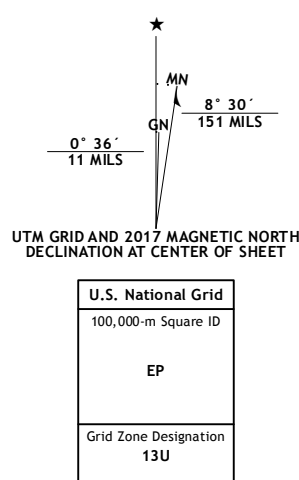 ★
MN
GN
8° 30´
151 MILS
0° 36´
11 MILS
UTM GRID AND 2017 MAGNETIC NORTH
DECLINATION AT CENTER OF SHEET
U.S. National Grid
100,000-m Square ID
EP
Grid Zone Designation
13U